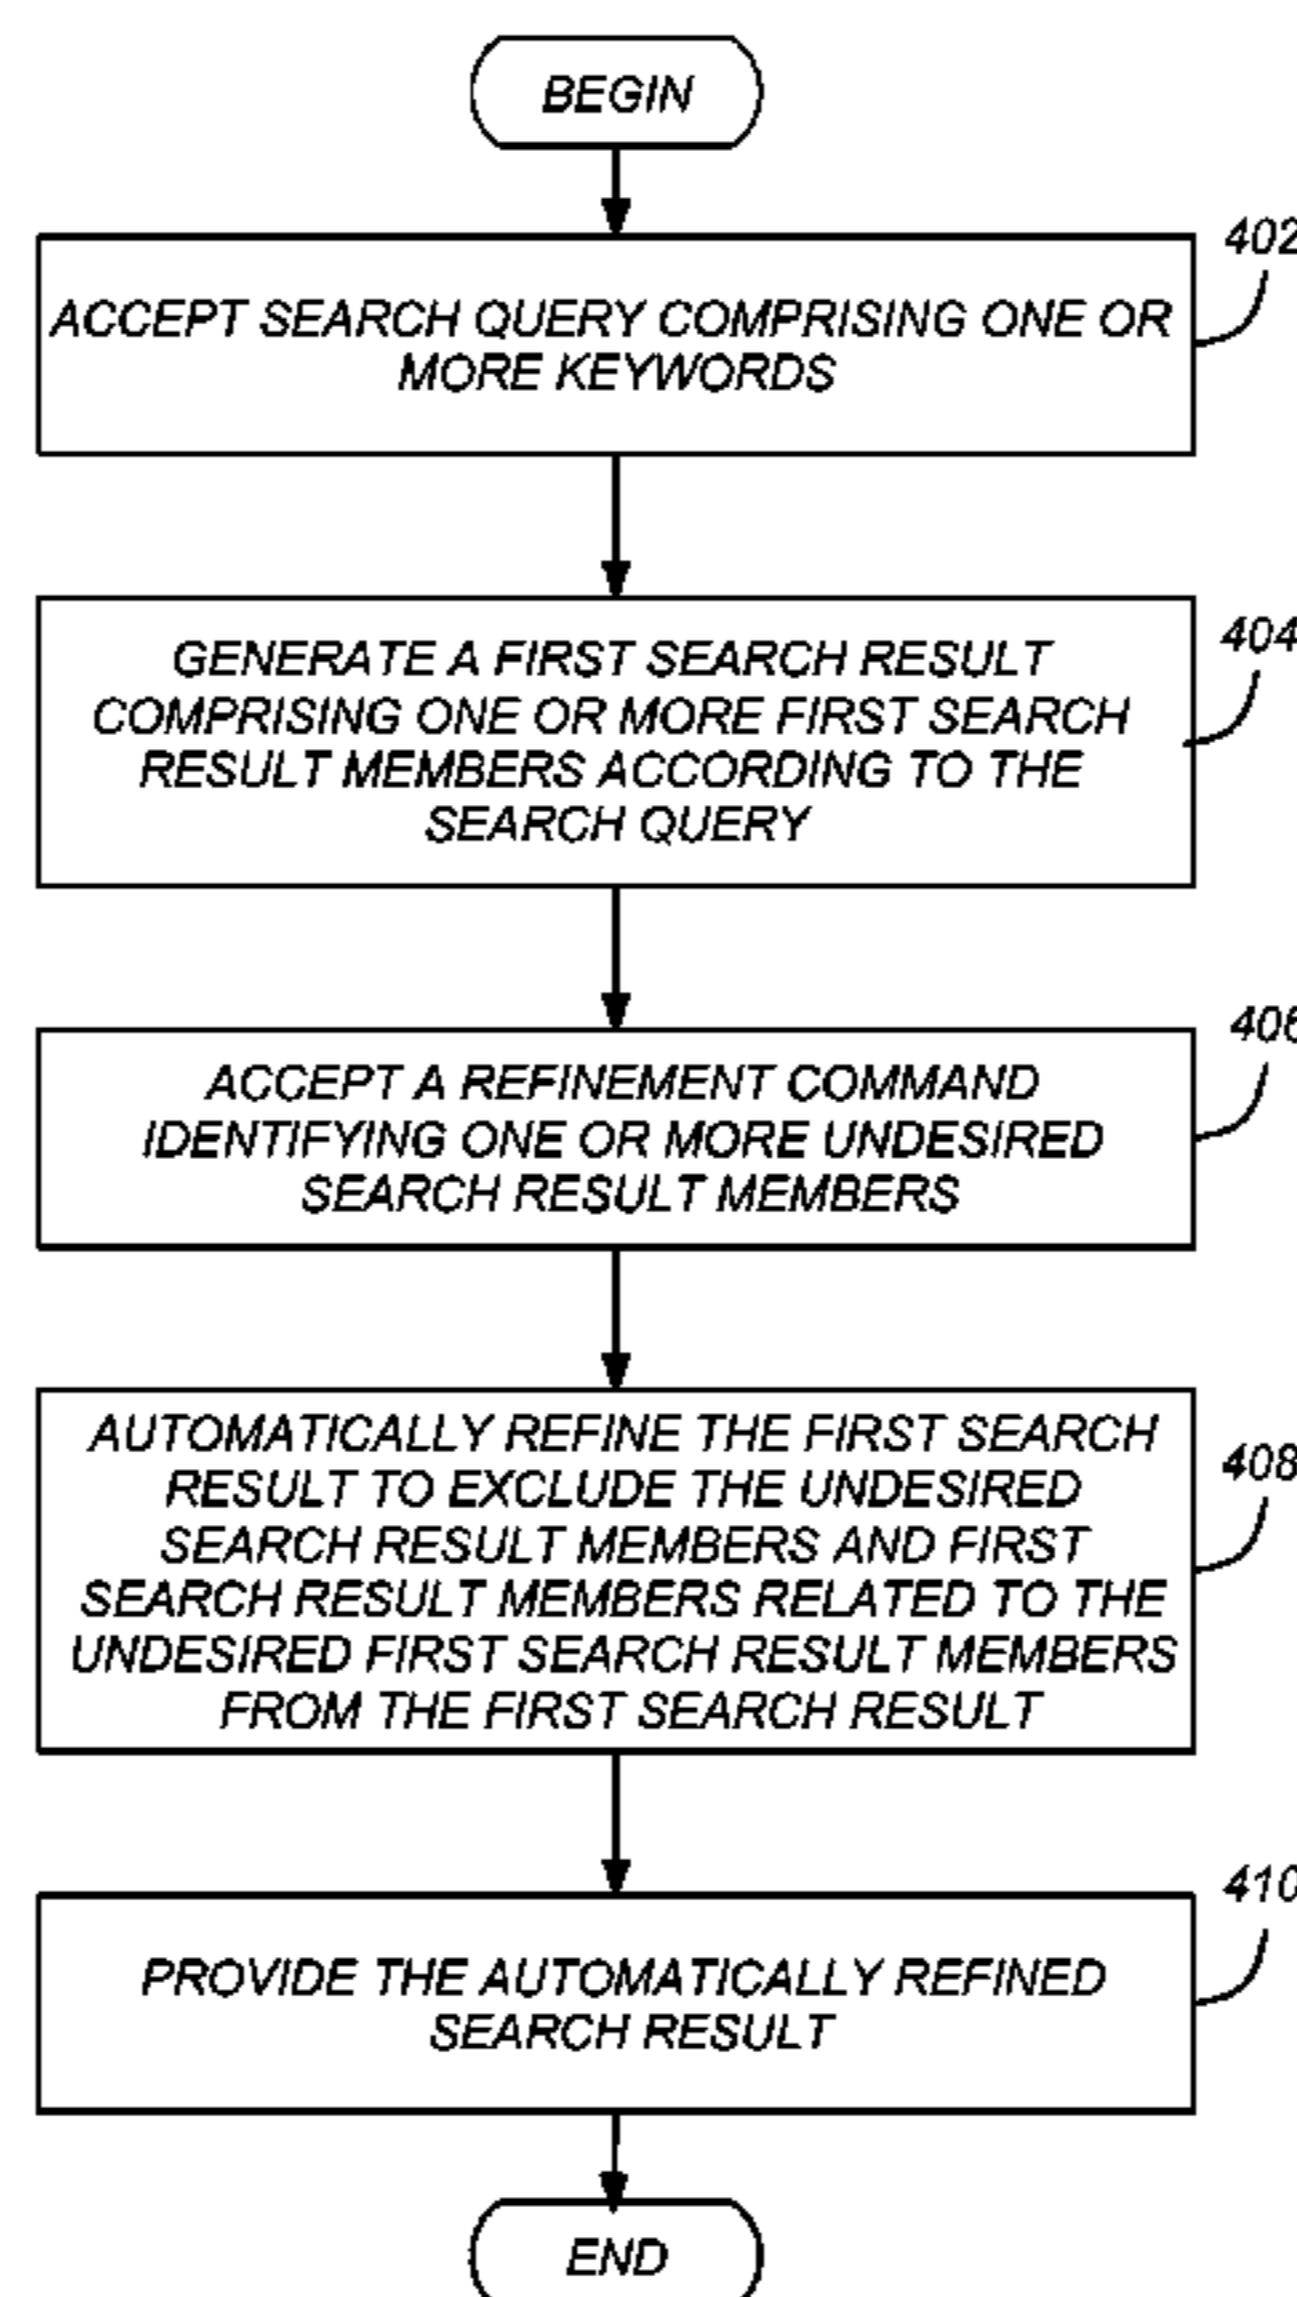 BEGIN
402
ACCEPT SEARCH QUERY COMPRISING ONE OR
MORE KEYWORDS
404
GENERATE A FIRST SEARCH RESULT
COMPRISING ONE OR MORE FIRST SEARCH
RESULT MEMBERS ACCORDING TO THE
SEARCH QUERY
406
ACCEPT A REFINEMENT COMMAND
IDENTIFYING ONE OR MORE UNDESIRED
SEARCH RESULT MEMBERS
408
AUTOMATICALLY REFINE THE FIRST SEARCH
RESULT TO EXCLUDE THE UNDESIRED
SEARCH RESULT MEMBERS AND FIRST
SEARCH RESULT MEMBERS RELATED TO THE
UNDESIRED FIRST SEARCH RESULT MEMBERS
FROM THE FIRST SEARCH RESULT
410
PROVIDE THE AUTOMATICALLY REFINED
SEARCH RESULT
END